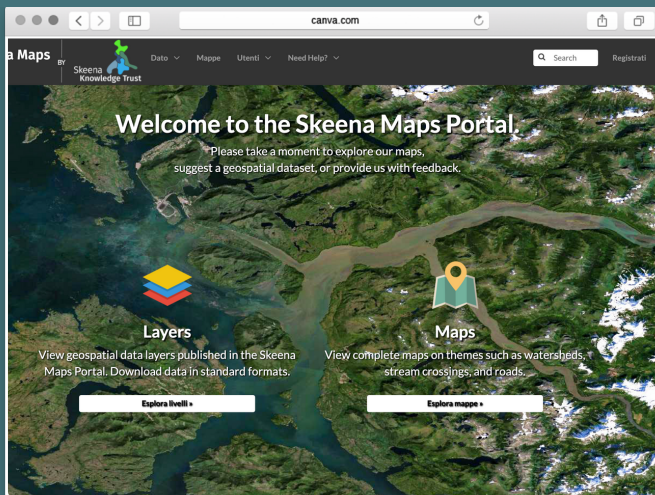 canva.com
a Maps BY Skeena Knowledge Trust Dato Mappe Utenti Need Help? Search Registrati
Welcome to the Skeena Maps Portal.
Please take a moment to explore our maps,
suggest a geospatial dataset, or provide us with feedback.
Layers
View geospatial data layers published in the Skeena
Maps Portal. Download data in standard formats.
Esplora livelli »
Maps
View complete maps on themes such as watersheds,
stream crossings, and roads.
Esplora mappe »